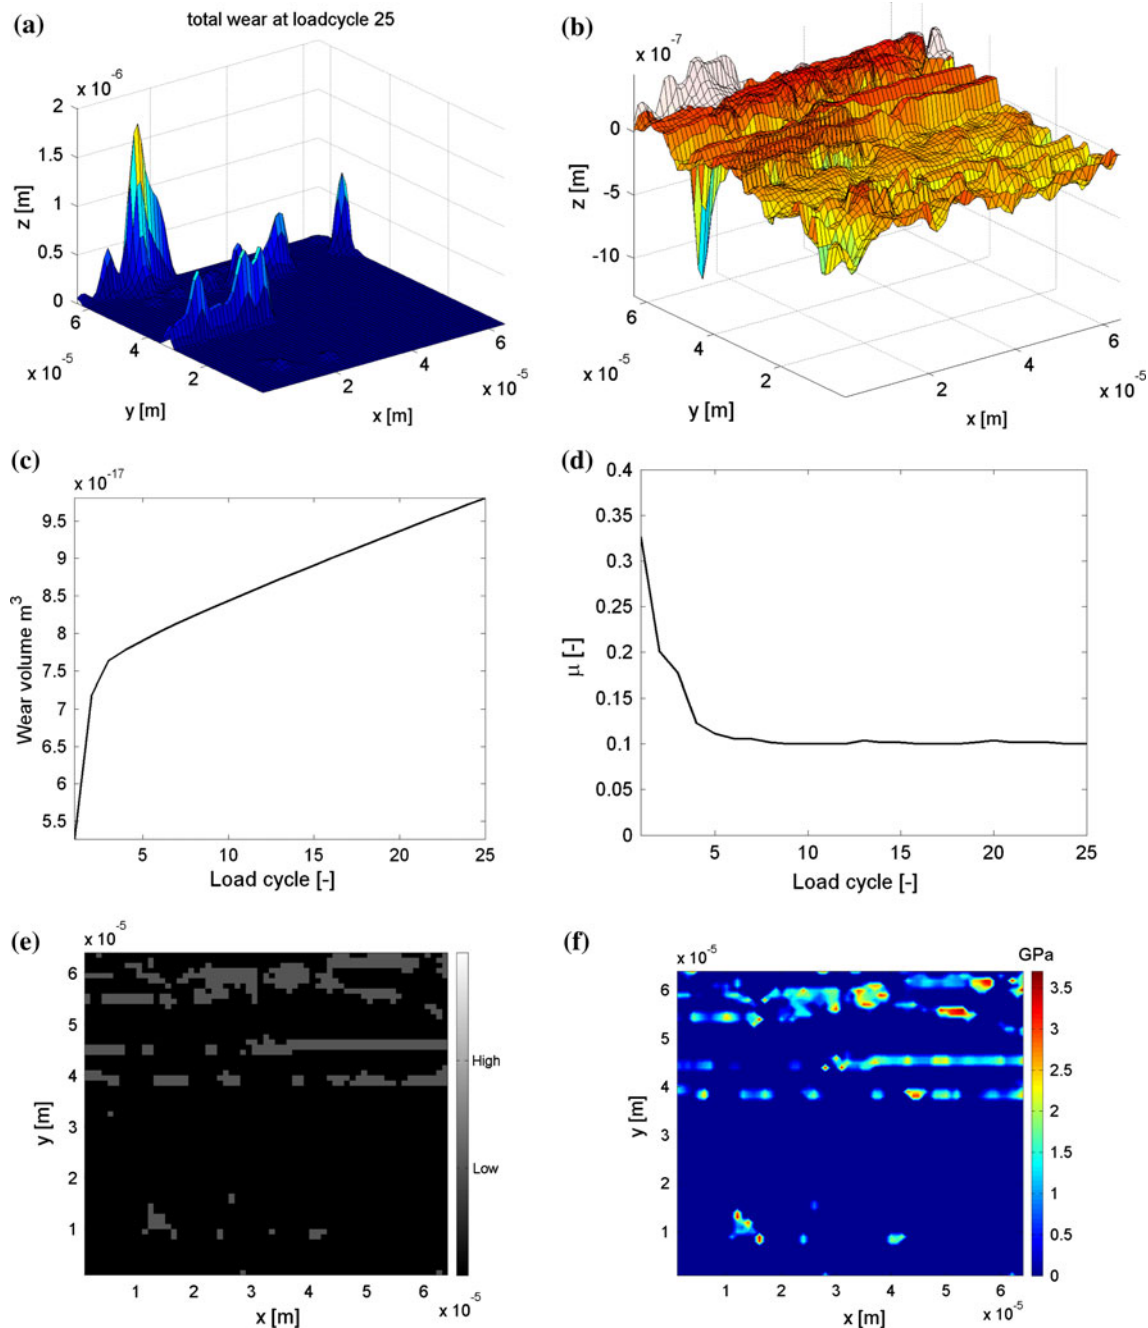 (a)
total wear at loadcycle 25
x 10⁻⁶
2
1.5
1
0.5
0
z [m]
6
4
2
x 10⁻⁵
y [m]
2
4
6
x 10⁻⁵
x [m]
(b)
x 10⁻⁷
0
-5
-10
z [m]
6
4
2
x 10⁻⁵
y [m]
2
4
6
x 10⁻⁵
x [m]
(c)
x 10⁻¹⁷
9.5
9
8.5
8
7.5
7
6.5
6
5.5
Wear volume m³
5 10 15 20 25
Load cycle [-]
(d)
0.4
0.35
0.3
0.25
0.2
0.15
0.1
0.05
0
μ [-]
5 10 15 20 25
Load cycle [-]
(e)
x 10⁻⁵
6
5
4
3
2
1
y [m]
1 2 3 4 5 6
x 10⁻⁵
x [m]
High
Low
(f)
x 10⁻⁵
6
5
4
3
2
1
y [m]
1 2 3 4 5 6
x 10⁻⁵
x [m]
GPa
3.5
3
2.5
2
1.5
1
0.5
0